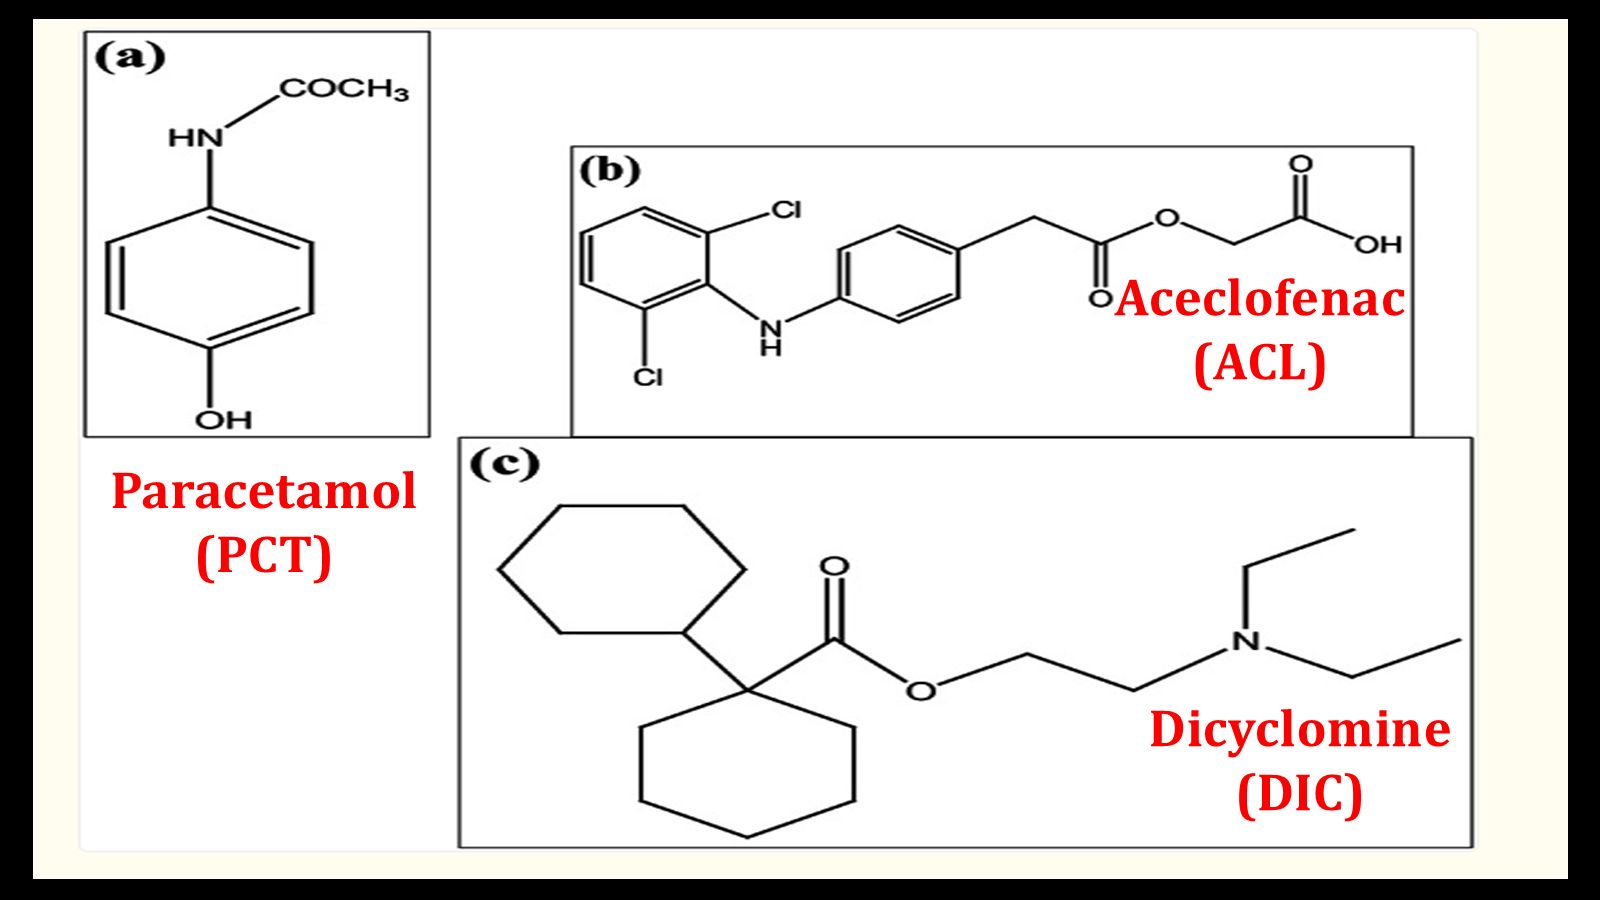 (a)
COCH₃
HN
OH
Paracetamol
(PCT)
(b)
Cl
Cl
N
H
O
O
O
OH
Aceclofenac
(ACL)
(c)
O
O
N
Dicyclomine
(DIC)